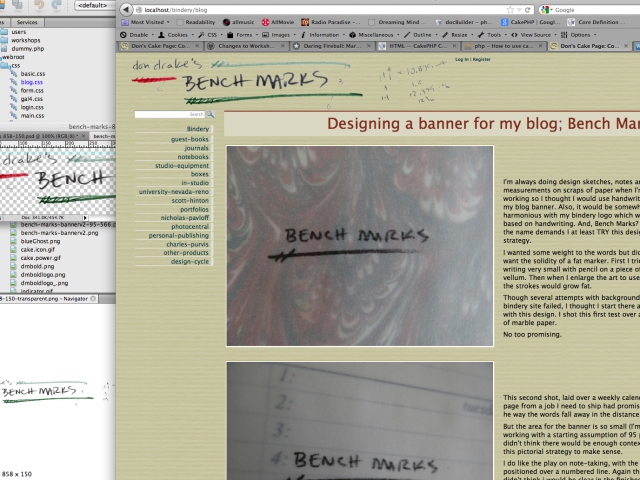 <default>
users
workshops
dummy.php
webroot
css
basic.css
blog.css
form.css
gal4.css
login.css
main.css
bench-marks-8
858-150.psd @ 100% (RGB/8) *
bench-m
Doc: 341.0K/454.7K
bench-marks-bannerv2-95-566.p
bench-marks-bannerv2.png
blueGhost.png
cake.icon.gif
cake.power.gif
dmbold.png
dmboldlogo.png
dmboldlogo_.png
indicator.gif
8-150-transparent.png
Navigator
BENCH MARKS
858 x 150
localhost/bindery/blog
Google
Most Visited
Readability
allmusic
AllMovie
Radio Paradise -...
Dreaming Mind ...
docbuilder - ph...
CakePHP | Goog...
Core Definition ...
Disable
Cookies
CSS
Forms
Images
Information
Miscellaneous
Outline
Resize
Tools
View Source
Options
Don's Cake Page: Co...
Changes to Worksh...
Daring Fireball: Mar...
HTML — CakePHP C...
php - How to use ca...
Don's Cake Page: Co...
don drake's
BENCH MARKS
Log in | Register
Search
Bindery
guest-books
journals
notebooks
studio-equipment
boxes
in-studio
university-nevada-reno
scott-hinton
portfolios
nicholas-pavloff
photocentral
personal-publishing
charles-purvis
other-products
design-cycle
Designing a banner for my blog; Bench Mar
BENCH MARKS
I'm always doing design sketches, notes an
measurements on scraps of paper when I'm
working so I thought I would use handwrit
my blog banner. Also, it would be somewh
harmonious with my bindery logo which w
based on handwriting. And, Bench Marks?
the name demands I at least TRY this desig
strategy.
I wanted some weight to the words but did
want the solidity of a fat marker. First I trie
writing very small with pencil on a piece of
vellum. Then when I enlarge the art to use
the strokes would grow fat.
Though several attempts with background
bindery site failed, I thought I start there a
with this design. I shot this first test over a
of marble paper.
No too promising.
1:
2:
3:
4:
BENCH MARKS
This second shot, laid over a weekly calene
page from a job I need to ship had promis
he way the words fall away in the distance
But the area for the banner is so small (I'm
working with a starting assumption of 95 p
didn't think there would be enough contex
this pictorial strategy to make sense.
I do like the play on note-taking, with the
positioned over a numbered line. Again th